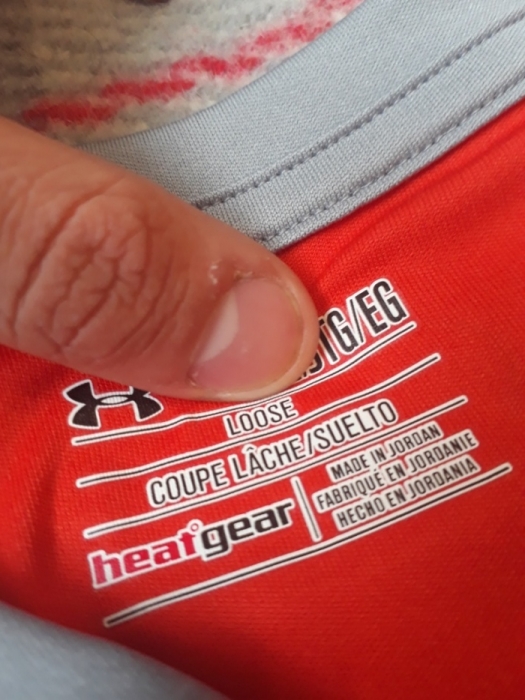 TG/EG
LOOSE
COUPE LÂCHE/SUELTO
heatgear
MADE IN JORDAN
FABRIQUÉ EN JORDANIE
HECHO EN JORDANIA